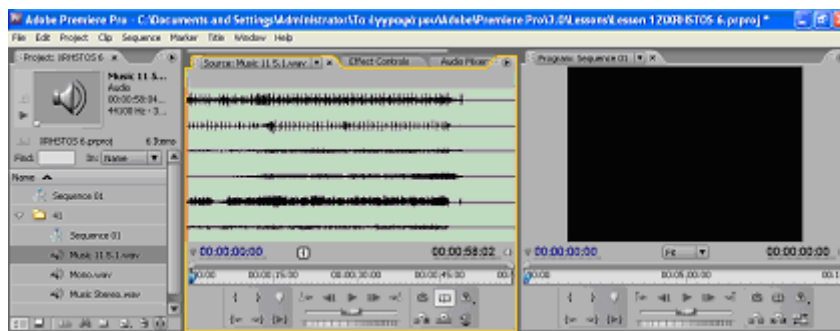 Adobe Premiere Pro - C:\Documents and Settings\Administrator\Τα έγγραφά μου\Adobe\Premiere Pro\3.0\Lessons\Lesson 12\XRHSTOS 6.prproj *
File Edit Project Clip Sequence Marker Title Window Help
Project: XRHSTOS 6
Source: Music 11 5.1.wav
Effect Controls
Audio Mixer
Program: Sequence 01
Music 11 5....
Audio
00:00:58:04...
44100 Hz - 3...
XRHSTOS 6.prproj
6 Items
Find:
In: Name
Name
Sequence 01
Sequence 01
Music 11 5.1.wav
Mono.wav
Music Stereo.wav
00:00:00:00
00:00:58:02
00:00:00:00
Fit
00:00:00:00
00:00
00:00:15:00
00:00:30:00
00:00:45:00
00:00
00:05:00:00